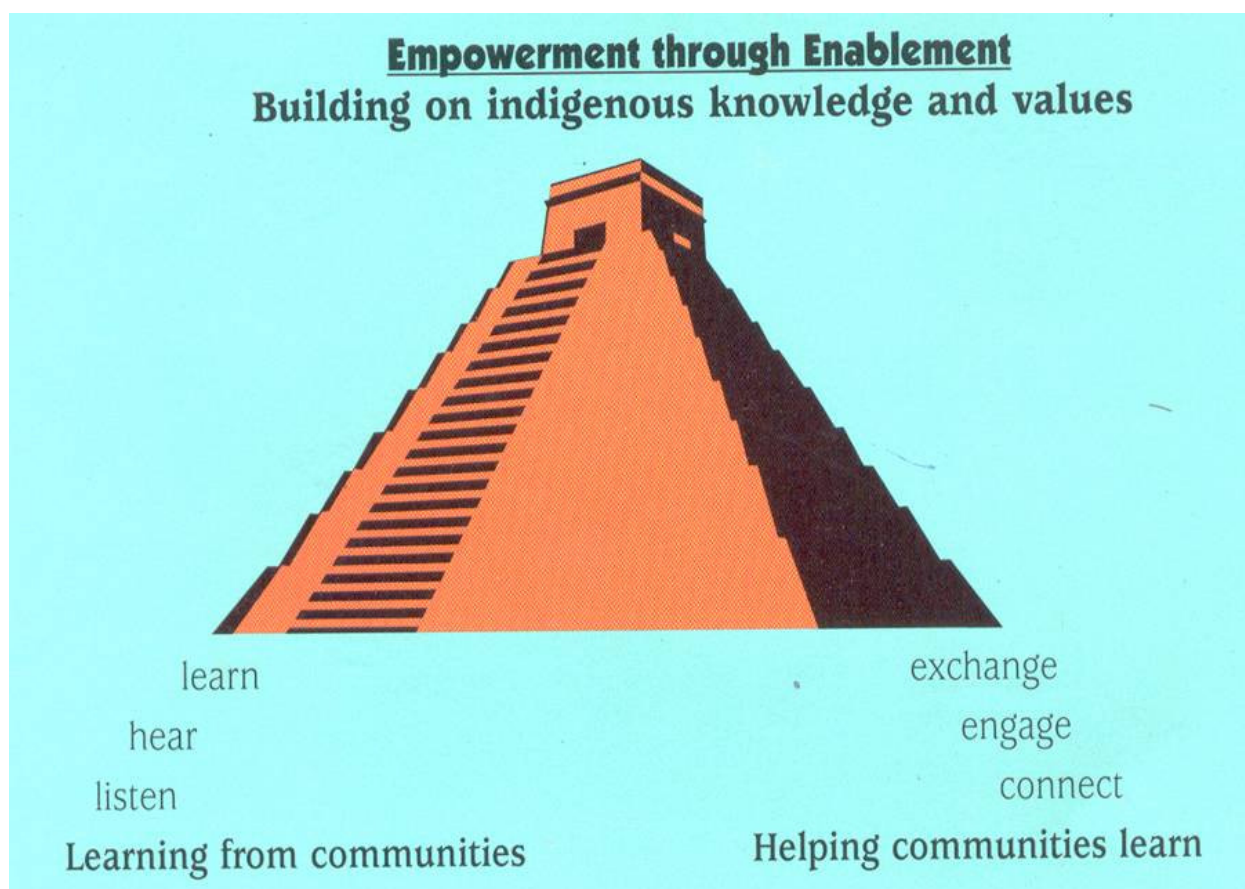 Empowerment through Enablement
Building on indigenous knowledge and values
learn
hear
listen
Learning from communities
exchange
engage
connect
Helping communities learn